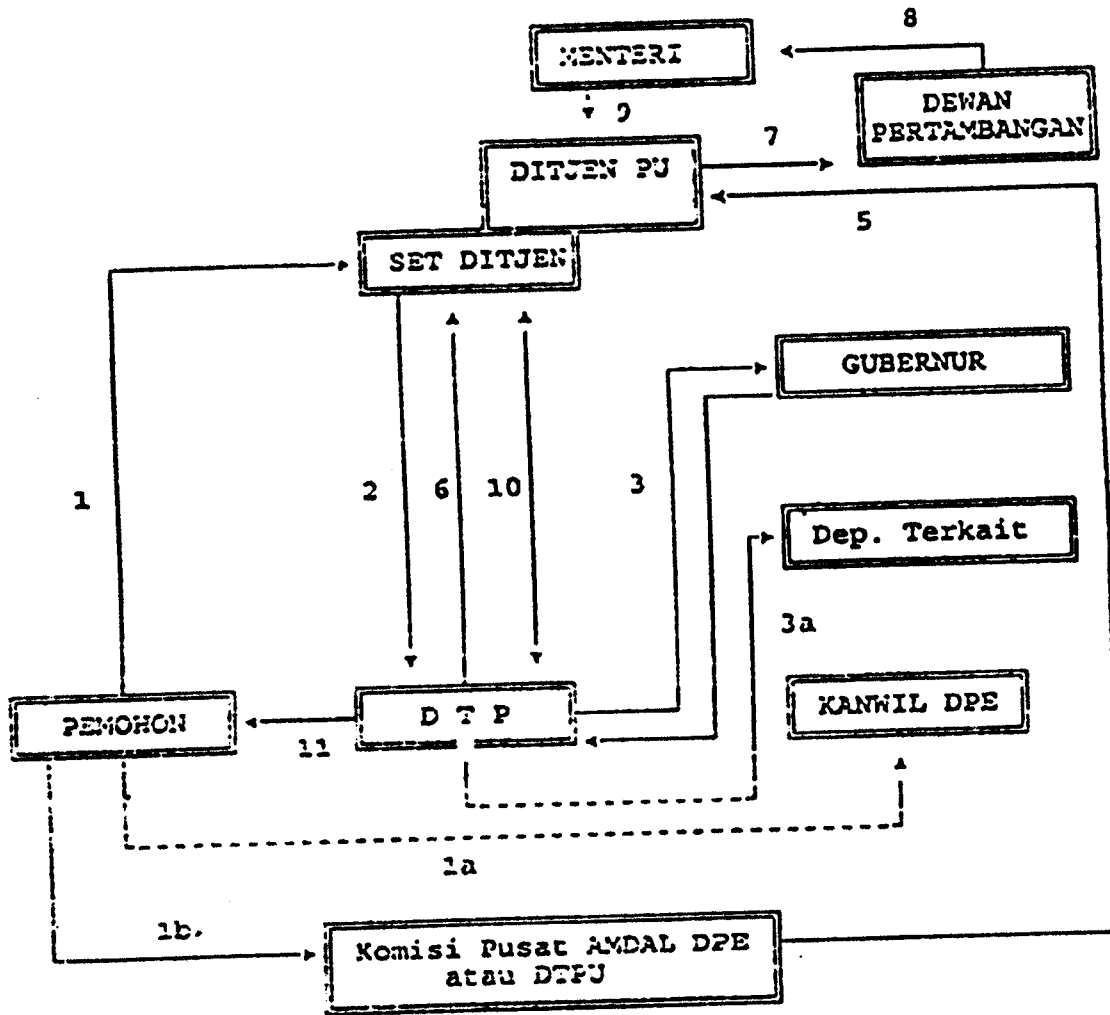 8
MENTERI
DEWAN
PERTAMBANGAN
9
7
DITJEN PU
5
SET DITJEN
GUBERNUR
1
2
6
10
3
Dep. Terkait
3a
KANWIL DPE
PEMOHON
D T P
11
1a
1b.
Komisi Pusat AMDAL DPE
atau DTPU